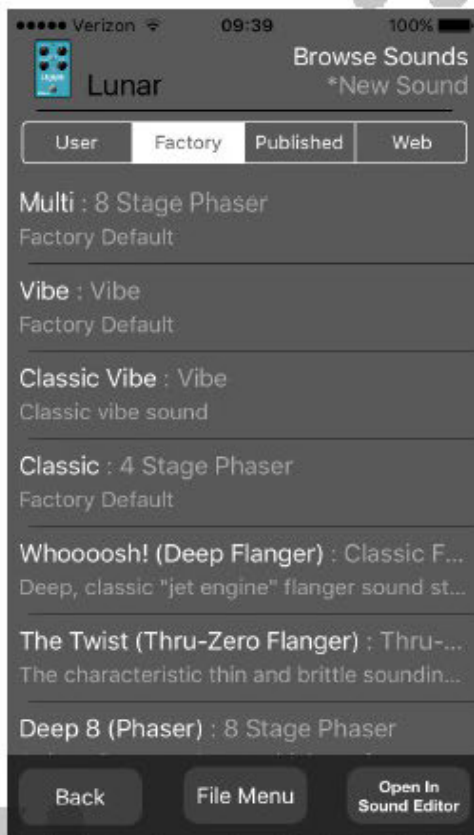 Verizon 09:39 100%
Browse Sounds
Lunar *New Sound
User Factory Published Web
Multi : 8 Stage Phaser
Factory Default
Vibe : Vibe
Factory Default
Classic Vibe : Vibe
Classic vibe sound
Classic : 4 Stage Phaser
Factory Default
Whoooosh! (Deep Flanger) : Classic F...
Deep, classic "jet engine" flanger sound st...
The Twist (Thru-Zero Flanger) : Thru-...
The characteristic thin and brittle soundin...
Deep 8 (Phaser) : 8 Stage Phaser
Back File Menu Open In
Sound Editor